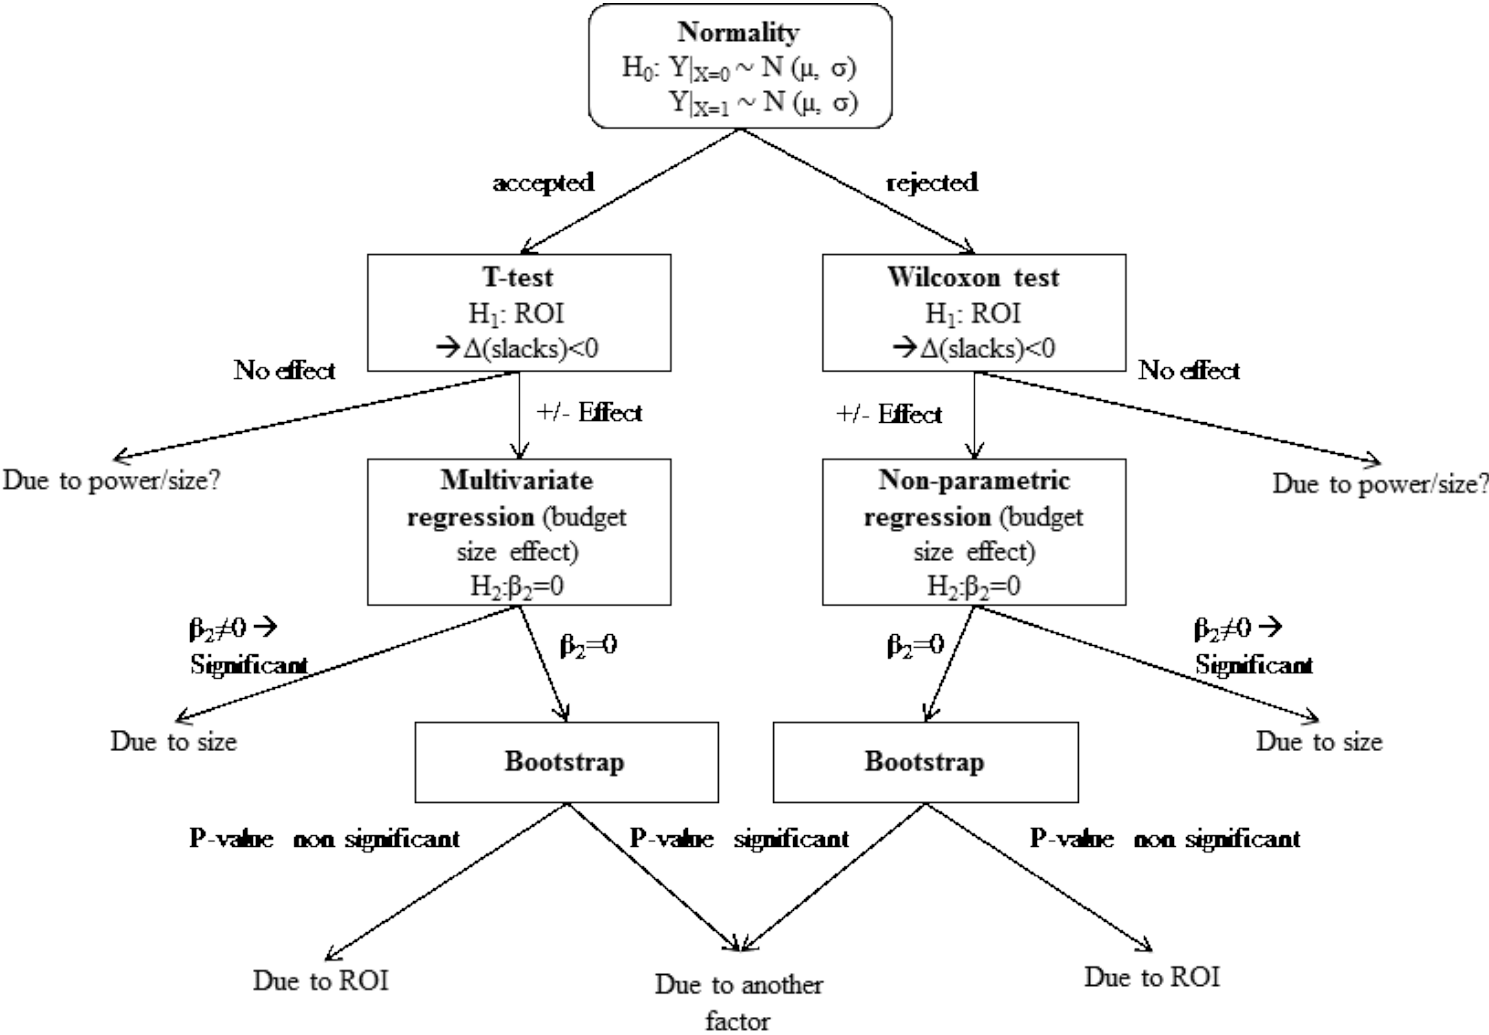 Normality
H₀: Y|X=0 ~ N (μ, σ)
Y|X=1 ~ N (μ, σ)
accepted
rejected
T-test
H₁: ROI
→Δ(slacks)<0
Wilcoxon test
H₁: ROI
→Δ(slacks)<0
No effect
+/- Effect
+/- Effect
No effect
Due to power/size?
Multivariate
regression (budget
size effect)
H₂:β₂=0
Non-parametric
regression (budget
size effect)
H₂:β₂=0
Due to power/size?
β₂≠0 →
Significant
β₂=0
β₂=0
β₂≠0 →
Significant
Due to size
Bootstrap
Bootstrap
Due to size
P-value non significant
P-value significant
P-value non significant
Due to ROI
Due to another
factor
Due to ROI